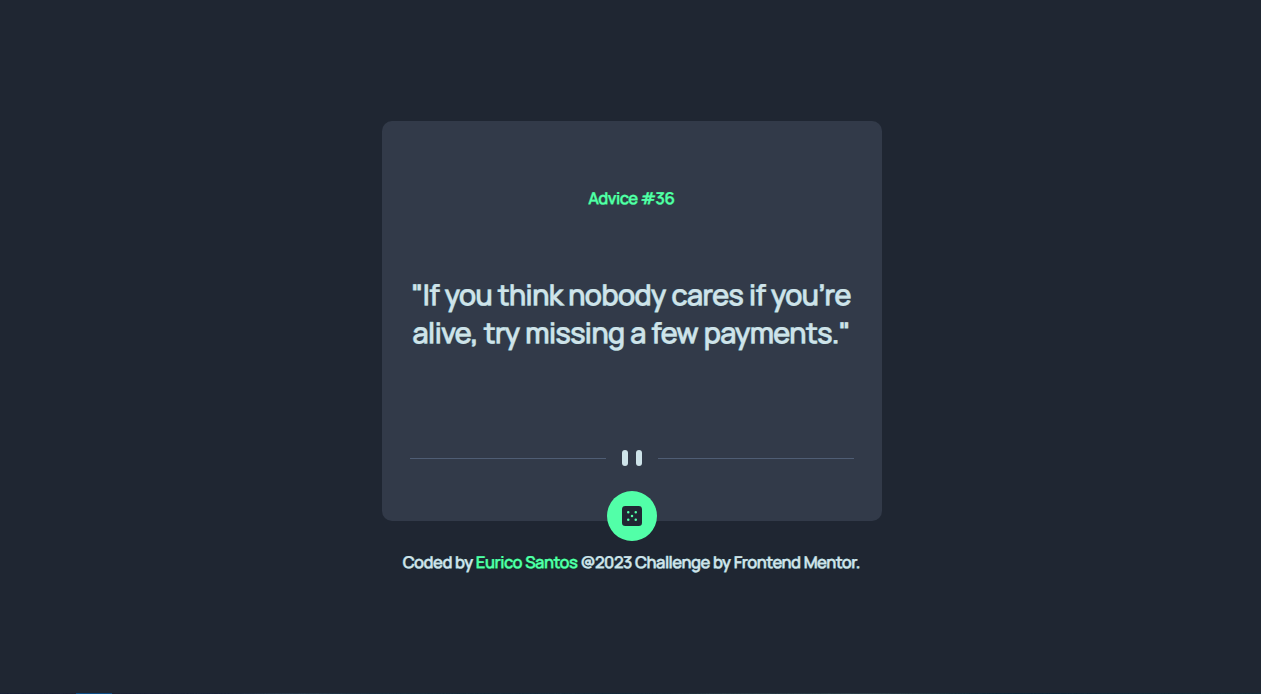 Advice #36
"If you think nobody cares if you're
alive, try missing a few payments."
Coded by Eurico Santos @2023 Challenge by Frontend Mentor.